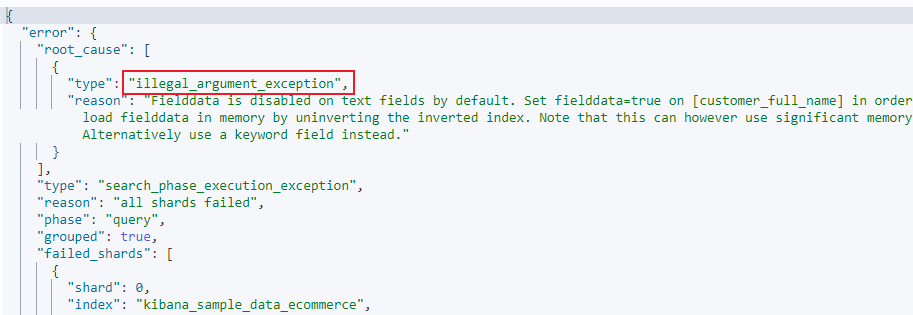 {
"error": {
"root_cause": [
{
"type": "illegal_argument_exception",
"reason": "Fielddata is disabled on text fields by default. Set fielddata=true on [customer_full_name] in order
load fielddata in memory by uninverting the inverted index. Note that this can however use significant memory
Alternatively use a keyword field instead."
}
],
"type": "search_phase_execution_exception",
"reason": "all shards failed",
"phase": "query",
"grouped": true,
"failed_shards": [
{
"shard": 0,
"index": "kibana_sample_data_ecommerce",